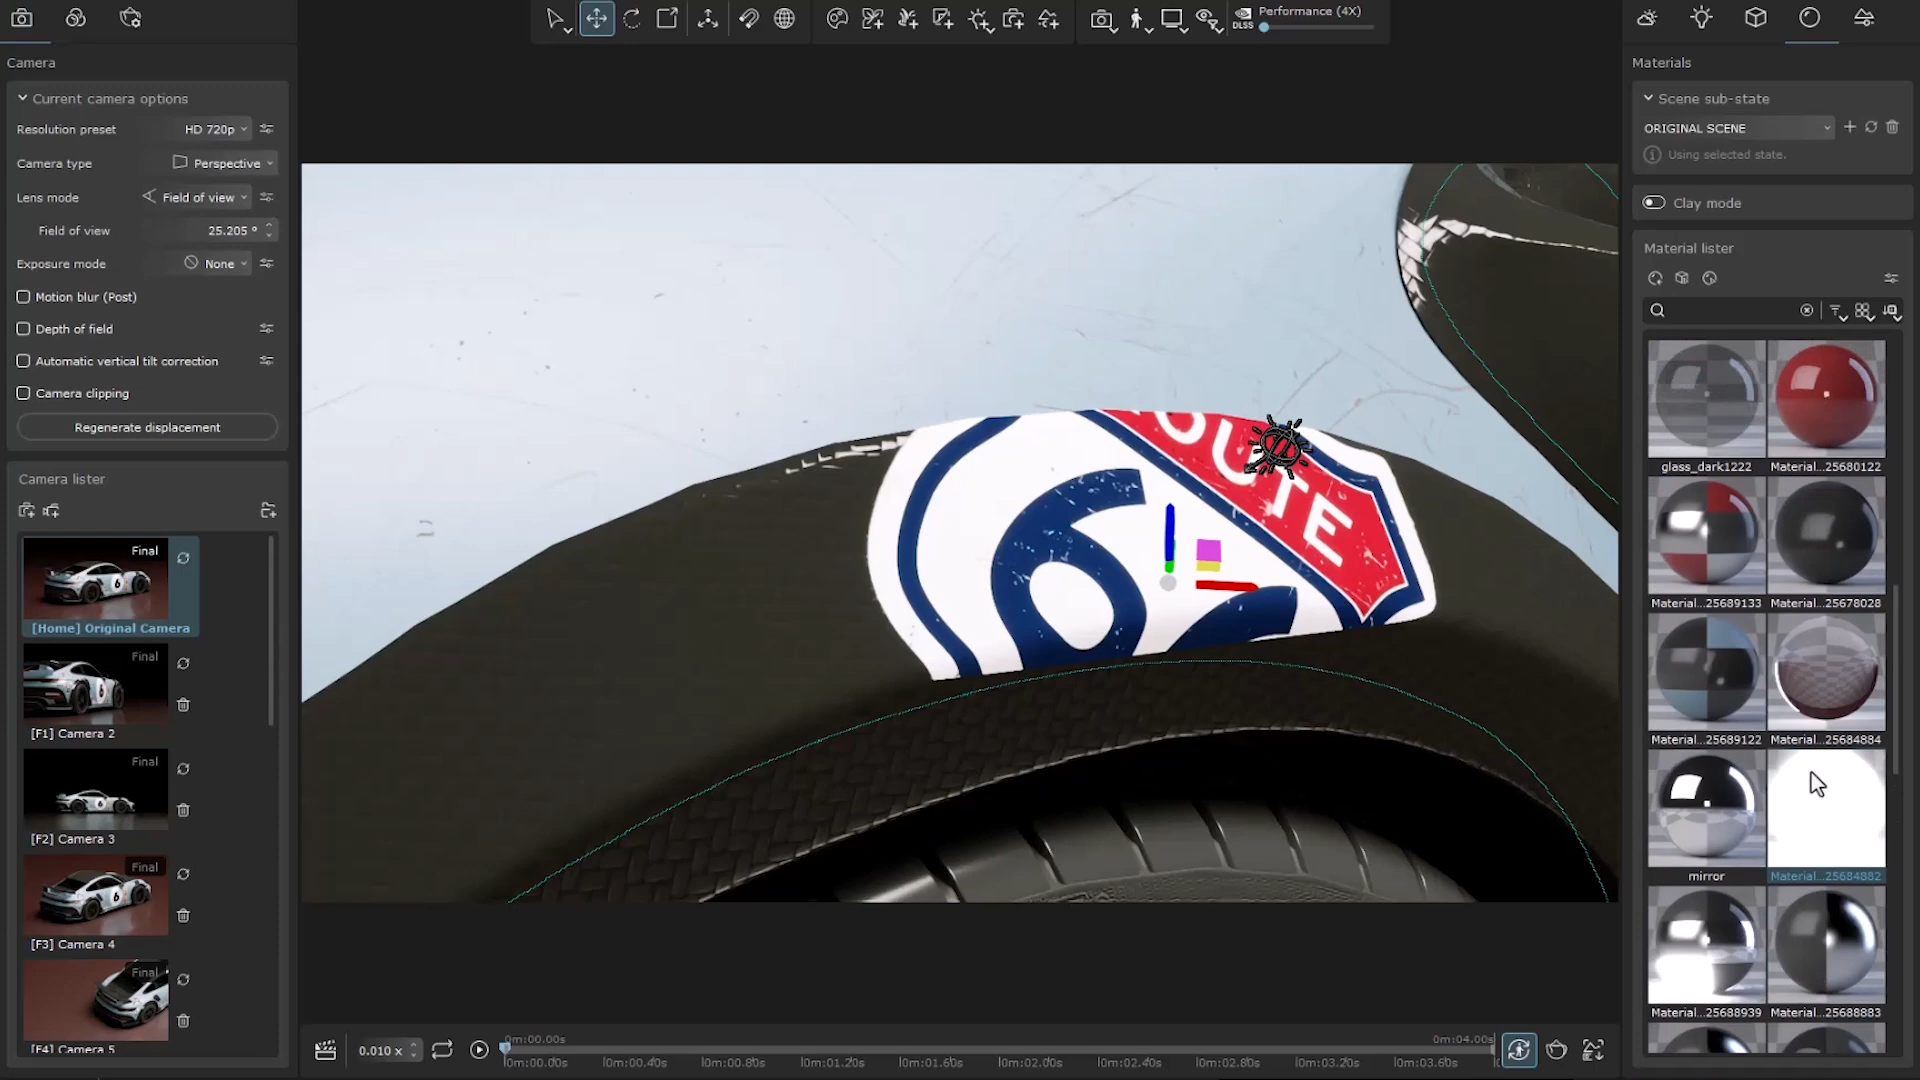 DLSS
Performance (4X)
Camera
Current camera options
Resolution preset
HD 720p
Camera type
Perspective
Lens mode
Field of view
Field of view
25.205 °
Exposure mode
None
Motion blur (Post)
Depth of field
Automatic vertical tilt correction
Camera clipping
Regenerate displacement
Camera lister
Final
[Home] Original Camera
Final
[F1] Camera 2
Final
[F2] Camera 3
Final
[F3] Camera 4
Final
[F4] Camera 5
OUTE
66
Materials
Scene sub-state
ORIGINAL SCENE
Using selected state.
Clay mode
Material lister
glass_dark1222
Material...25680122
Material...25689133
Material...25678028
Material...25689122
Material...25684884
mirror
Material...25684882
Material...25688939
Material...25688883
0.010 x
0m:00.00s
0m:04.00s
0m:00.00s
0m:00.40s
0m:00.80s
0m:01.20s
0m:01.60s
0m:02.00s
0m:02.40s
0m:02.80s
0m:03.20s
0m:03.60s